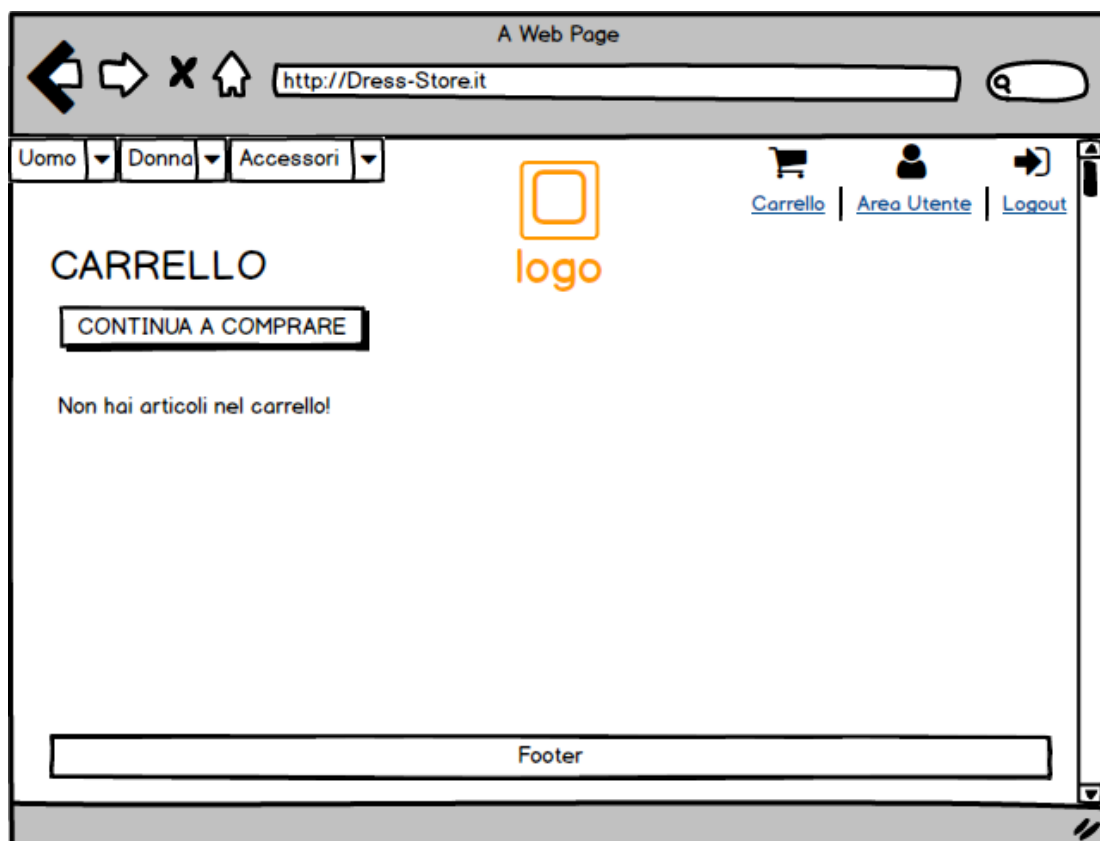 A Web Page
http://Dress-Store.it
Uomo Donna Accessori
Carrello Area Utente Logout
logo
CARRELLO
CONTINUA A COMPRARE
Non hai articoli nel carrello!
Footer